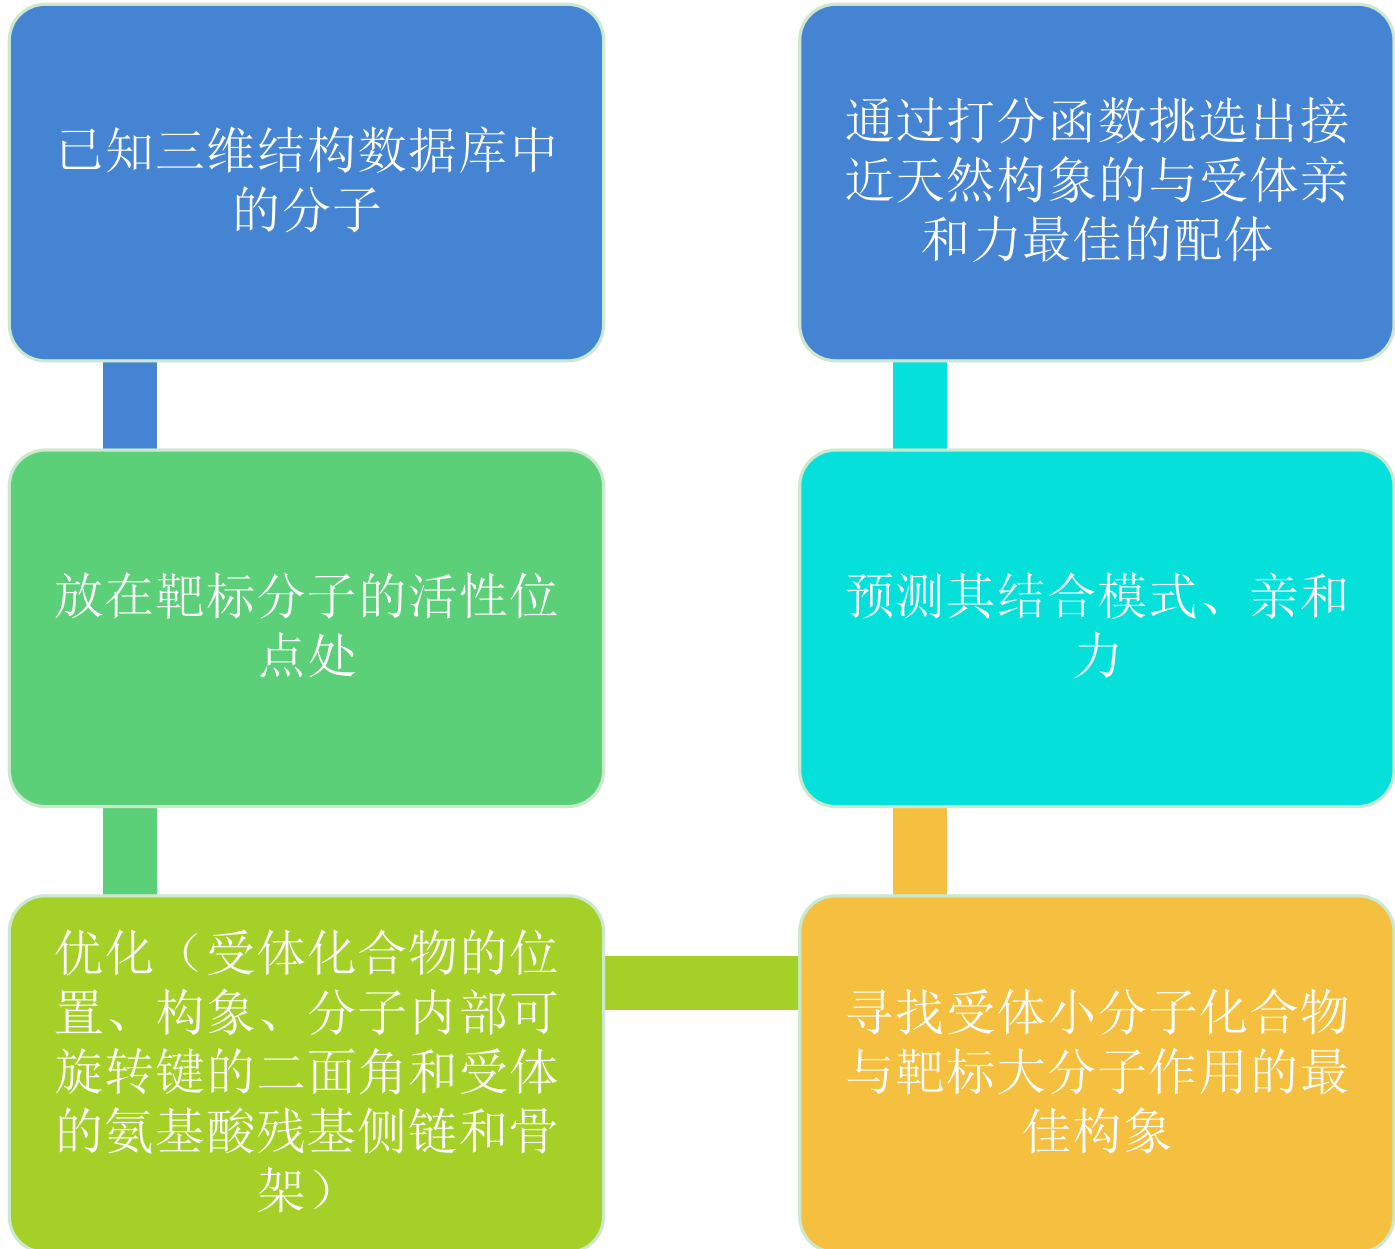 已知三维结构数据库中
的分子
放在靶标分子的活性位
点处
优化（受体化合物的位
置、构象、分子内部可
旋转键的二面角和受体
的氨基酸残基侧链和骨
架）
寻找受体小分子化合物
与靶标大分子作用的最
佳构象
预测其结合模式、亲和
力
通过打分函数挑选出接
近天然构象的与受体亲
和力最佳的配体